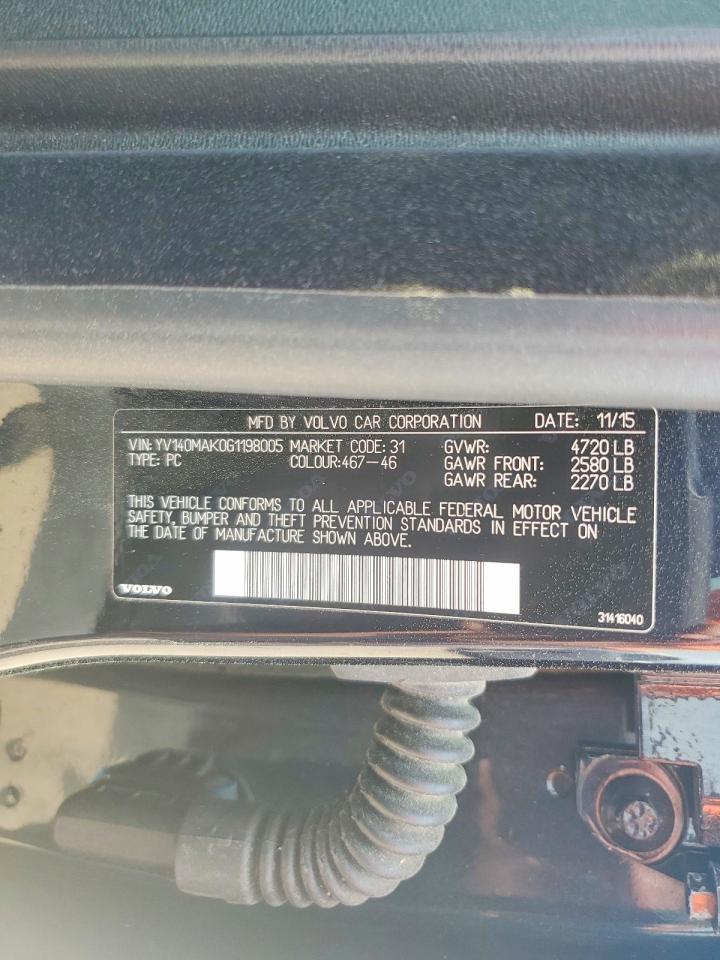 MFD BY VOLVO CAR CORPORATION DATE: 11/15
VIN: YV140MAK0G1198005 MARKET CODE: 31 GVWR: 4720 LB
TYPE: PC COLOUR:467-46 GAWR FRONT: 2580 LB
GAWR REAR: 2270 LB
THIS VEHICLE CONFORMS TO ALL APPLICABLE FEDERAL MOTOR VEHICLE
SAFETY, BUMPER AND THEFT PREVENTION STANDARDS IN EFFECT ON
THE DATE OF MANUFACTURE SHOWN ABOVE.
VOLVO
31416040